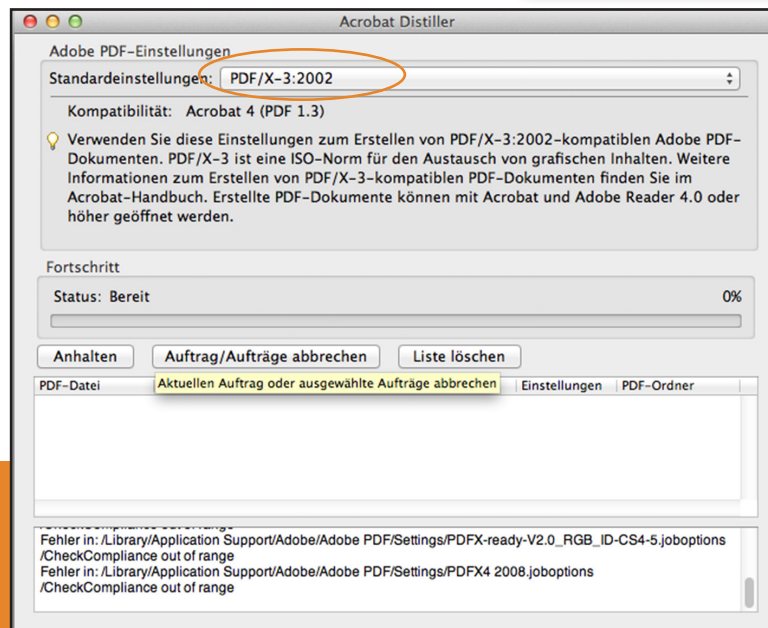 Acrobat Distiller
Adobe PDF-Einstellungen
Standardeinstellungen: PDF/X-3:2002
Kompatibilität: Acrobat 4 (PDF 1.3)
Verwenden Sie diese Einstellungen zum Erstellen von PDF/X-3:2002-kompatiblen Adobe PDF-
Dokumenten. PDF/X-3 ist eine ISO-Norm für den Austausch von grafischen Inhalten. Weitere
Informationen zum Erstellen von PDF/X-3-kompatiblen PDF-Dokumenten finden Sie im
Acrobat-Handbuch. Erstellte PDF-Dokumente können mit Acrobat und Adobe Reader 4.0 oder
höher geöffnet werden.
Fortschritt
Status: Bereit 0%
Anhalten Auftrag/Aufträge abbrechen Liste löschen
PDF-Datei Aktuellen Auftrag oder ausgewählte Aufträge abbrechen Einstellungen PDF-Ordner
/CheckCompliance out of range
Fehler in: /Library/Application Support/Adobe/Adobe PDF/Settings/PDFX-ready-V2.0_RGB_ID-CS4-5.joboptions
/CheckCompliance out of range
Fehler in: /Library/Application Support/Adobe/Adobe PDF/Settings/PDFX4 2008.joboptions
/CheckCompliance out of range